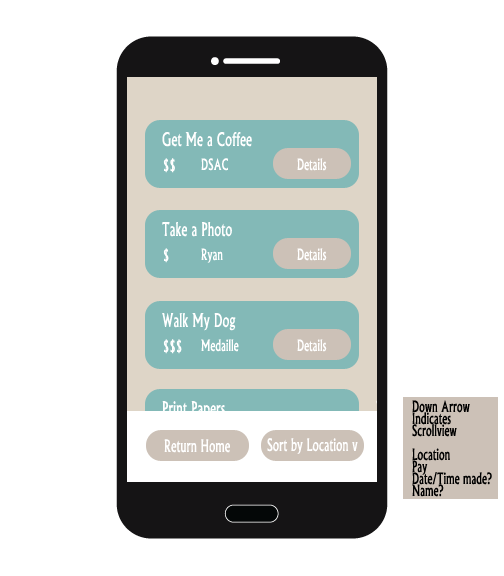 Get Me a Coffee
$$ DSAC Details
Take a Photo
$ Ryan Details
Walk My Dog
$$$ Medaille Details
Print Papers
Return Home Sort by Location v
Down Arrow
Indicates
Scrollview
Location
Pay
Date/Time made?
Name?